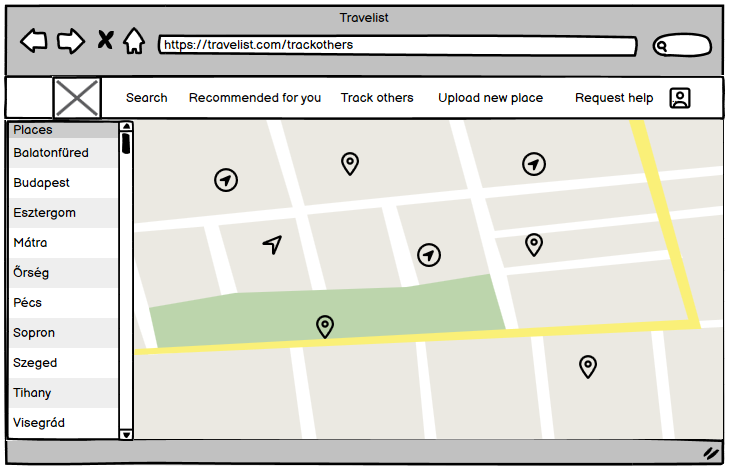 Travelist
https://travelist.com/trackothers
Search Recommended for you Track others Upload new place Request help
Places
Balatonfüred
Budapest
Esztergom
Mátra
Őrség
Pécs
Sopron
Szeged
Tihany
Visegrád